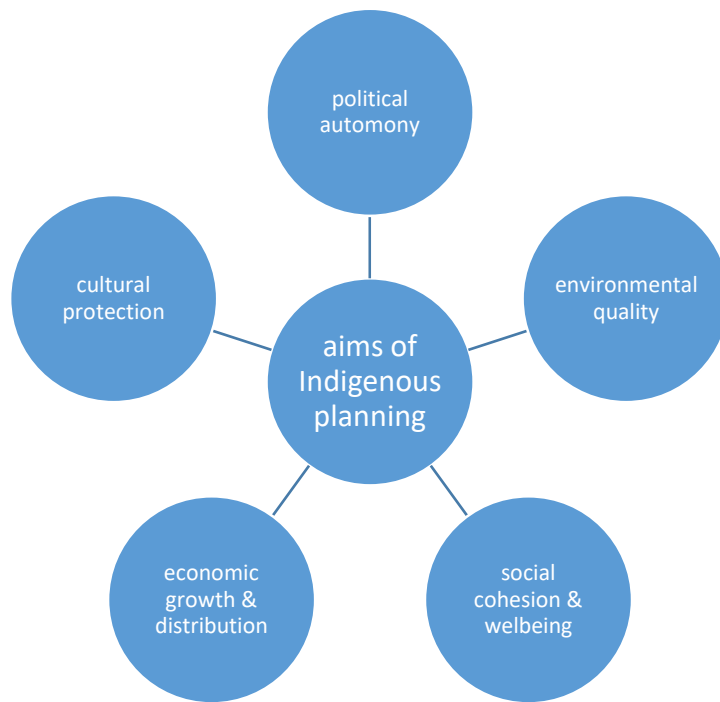 political
automony
cultural
protection
environmental
quality
aims of
Indigenous
planning
economic
growth &
distribution
social
cohesion &
welbeing